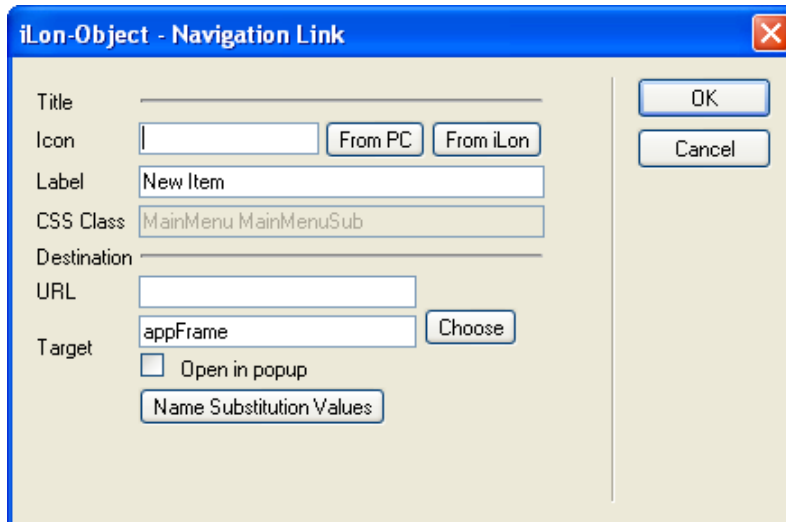 iLon-Object - Navigation Link
Title
OK
Icon From PC From iLon
Cancel
Label New Item
CSS Class MainMenu MainMenuSub
Destination
URL
Target appFrame Choose
Open in popup
Name Substitution Values